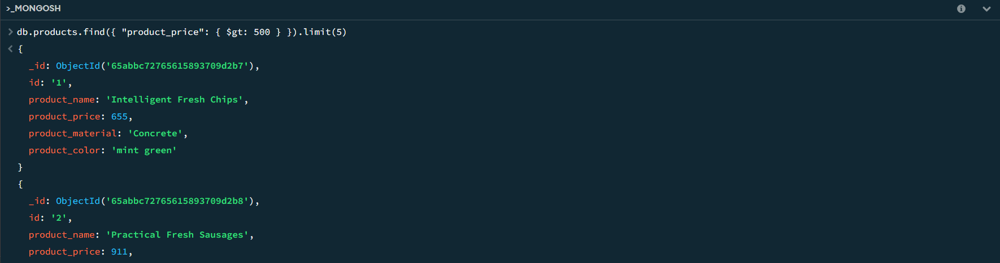 >_MONGOSH
> db.products.find({ "product_price": { $gt: 500 } }).limit(5)
< {
_id: ObjectId('65abbc72765615893709d2b7'),
id: '1',
product_name: 'Intelligent Fresh Chips',
product_price: 655,
product_material: 'Concrete',
product_color: 'mint green'
}
{
_id: ObjectId('65abbc72765615893709d2b8'),
id: '2',
product_name: 'Practical Fresh Sausages',
product_price: 911,